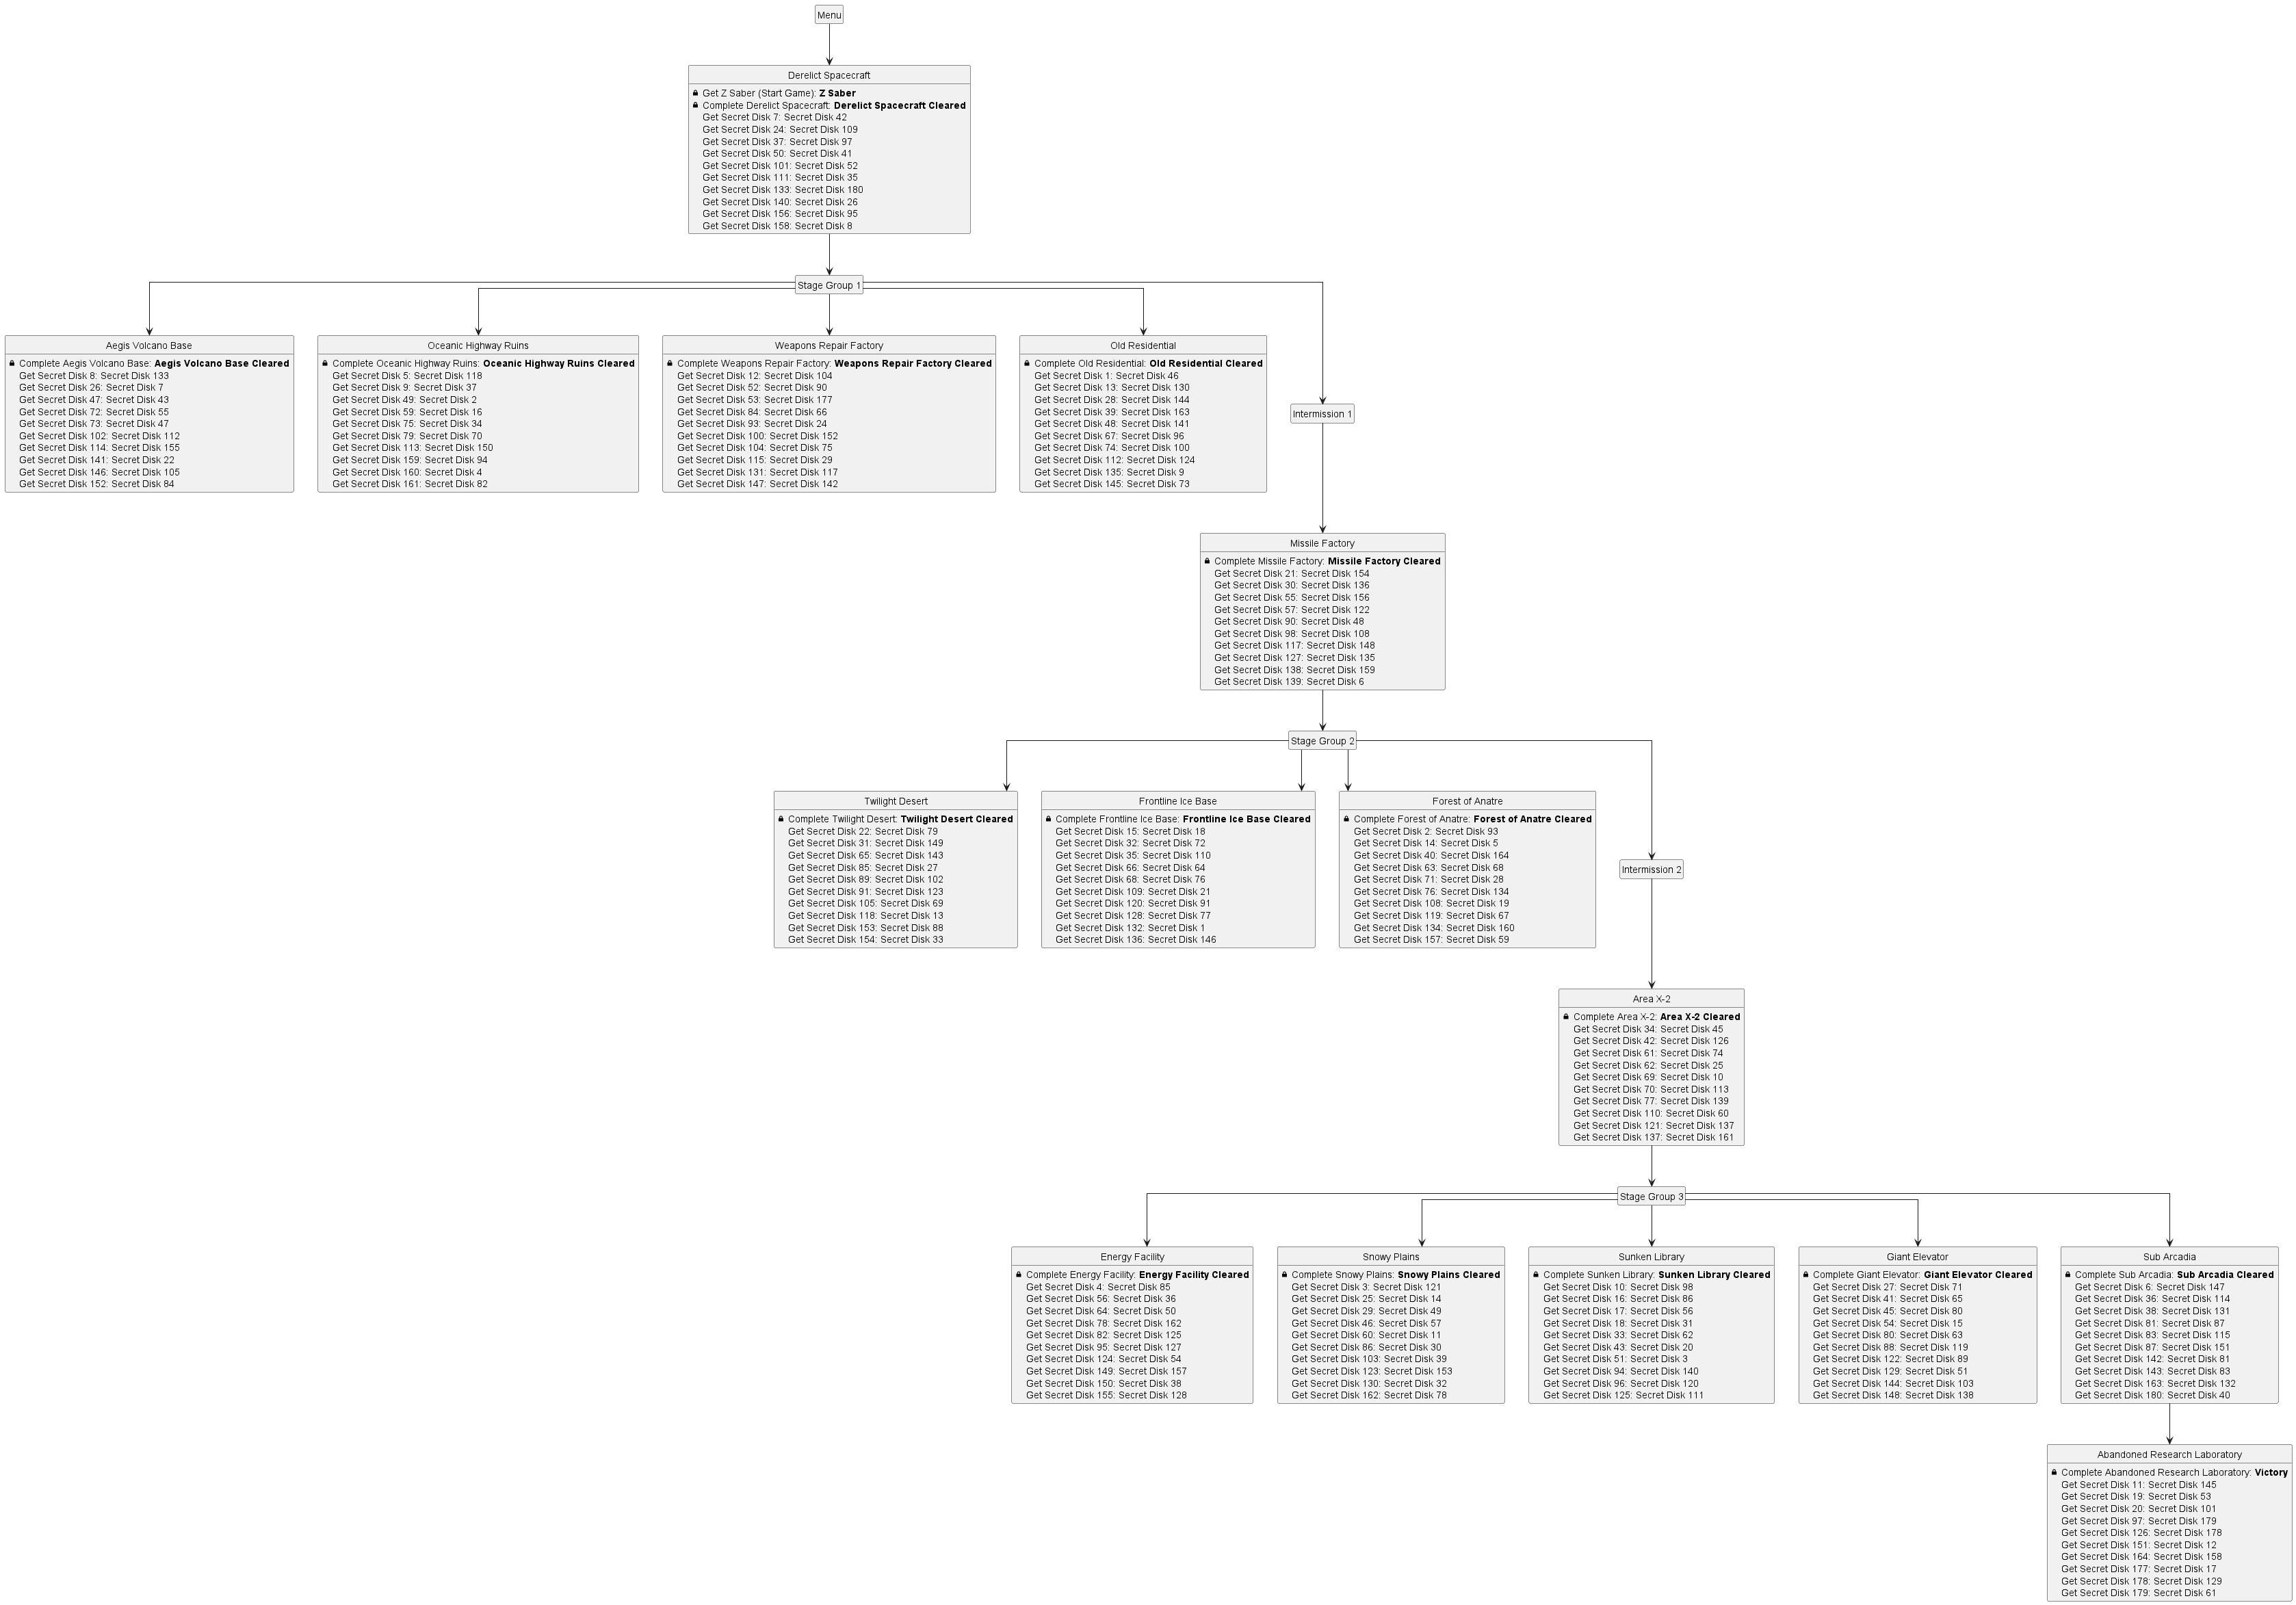 Menu
Derelict Spacecraft
Get Z Saber (Start Game): Z Saber
Complete Derelict Spacecraft: Derelict Spacecraft Cleared
Get Secret Disk 7: Secret Disk 42
Get Secret Disk 24: Secret Disk 109
Get Secret Disk 37: Secret Disk 97
Get Secret Disk 50: Secret Disk 41
Get Secret Disk 101: Secret Disk 52
Get Secret Disk 111: Secret Disk 35
Get Secret Disk 133: Secret Disk 180
Get Secret Disk 140: Secret Disk 26
Get Secret Disk 156: Secret Disk 95
Get Secret Disk 158: Secret Disk 8
Stage Group 1
Aegis Volcano Base
Complete Aegis Volcano Base: Aegis Volcano Base Cleared
Get Secret Disk 8: Secret Disk 133
Get Secret Disk 26: Secret Disk 7
Get Secret Disk 47: Secret Disk 43
Get Secret Disk 72: Secret Disk 55
Get Secret Disk 73: Secret Disk 47
Get Secret Disk 102: Secret Disk 112
Get Secret Disk 114: Secret Disk 155
Get Secret Disk 141: Secret Disk 22
Get Secret Disk 146: Secret Disk 105
Get Secret Disk 152: Secret Disk 84
Oceanic Highway Ruins
Complete Oceanic Highway Ruins: Oceanic Highway Ruins Cleared
Get Secret Disk 5: Secret Disk 118
Get Secret Disk 9: Secret Disk 37
Get Secret Disk 49: Secret Disk 2
Get Secret Disk 59: Secret Disk 16
Get Secret Disk 75: Secret Disk 34
Get Secret Disk 79: Secret Disk 70
Get Secret Disk 113: Secret Disk 150
Get Secret Disk 159: Secret Disk 94
Get Secret Disk 160: Secret Disk 4
Get Secret Disk 161: Secret Disk 82
Weapons Repair Factory
Complete Weapons Repair Factory: Weapons Repair Factory Cleared
Get Secret Disk 12: Secret Disk 104
Get Secret Disk 52: Secret Disk 90
Get Secret Disk 53: Secret Disk 177
Get Secret Disk 84: Secret Disk 66
Get Secret Disk 93: Secret Disk 24
Get Secret Disk 100: Secret Disk 152
Get Secret Disk 104: Secret Disk 75
Get Secret Disk 115: Secret Disk 29
Get Secret Disk 131: Secret Disk 117
Get Secret Disk 147: Secret Disk 142
Old Residential
Complete Old Residential: Old Residential Cleared
Get Secret Disk 1: Secret Disk 46
Get Secret Disk 13: Secret Disk 130
Get Secret Disk 28: Secret Disk 144
Get Secret Disk 39: Secret Disk 163
Get Secret Disk 48: Secret Disk 141
Get Secret Disk 67: Secret Disk 96
Get Secret Disk 74: Secret Disk 100
Get Secret Disk 112: Secret Disk 124
Get Secret Disk 135: Secret Disk 9
Get Secret Disk 145: Secret Disk 73
Intermission 1
Missile Factory
Complete Missile Factory: Missile Factory Cleared
Get Secret Disk 21: Secret Disk 154
Get Secret Disk 30: Secret Disk 136
Get Secret Disk 55: Secret Disk 156
Get Secret Disk 57: Secret Disk 122
Get Secret Disk 90: Secret Disk 48
Get Secret Disk 98: Secret Disk 108
Get Secret Disk 117: Secret Disk 148
Get Secret Disk 127: Secret Disk 135
Get Secret Disk 138: Secret Disk 159
Get Secret Disk 139: Secret Disk 6
Stage Group 2
Twilight Desert
Complete Twilight Desert: Twilight Desert Cleared
Get Secret Disk 22: Secret Disk 79
Get Secret Disk 31: Secret Disk 149
Get Secret Disk 65: Secret Disk 143
Get Secret Disk 85: Secret Disk 27
Get Secret Disk 89: Secret Disk 102
Get Secret Disk 91: Secret Disk 123
Get Secret Disk 105: Secret Disk 69
Get Secret Disk 118: Secret Disk 13
Get Secret Disk 153: Secret Disk 88
Get Secret Disk 154: Secret Disk 33
Frontline Ice Base
Complete Frontline Ice Base: Frontline Ice Base Cleared
Get Secret Disk 15: Secret Disk 18
Get Secret Disk 32: Secret Disk 72
Get Secret Disk 35: Secret Disk 110
Get Secret Disk 66: Secret Disk 64
Get Secret Disk 68: Secret Disk 76
Get Secret Disk 109: Secret Disk 21
Get Secret Disk 120: Secret Disk 91
Get Secret Disk 128: Secret Disk 77
Get Secret Disk 132: Secret Disk 1
Get Secret Disk 136: Secret Disk 146
Forest of Anatre
Complete Forest of Anatre: Forest of Anatre Cleared
Get Secret Disk 2: Secret Disk 93
Get Secret Disk 14: Secret Disk 5
Get Secret Disk 40: Secret Disk 164
Get Secret Disk 63: Secret Disk 68
Get Secret Disk 71: Secret Disk 28
Get Secret Disk 76: Secret Disk 134
Get Secret Disk 108: Secret Disk 19
Get Secret Disk 119: Secret Disk 67
Get Secret Disk 134: Secret Disk 160
Get Secret Disk 157: Secret Disk 59
Intermission 2
Area X-2
Complete Area X-2: Area X-2 Cleared
Get Secret Disk 34: Secret Disk 45
Get Secret Disk 42: Secret Disk 126
Get Secret Disk 61: Secret Disk 74
Get Secret Disk 62: Secret Disk 25
Get Secret Disk 69: Secret Disk 10
Get Secret Disk 70: Secret Disk 113
Get Secret Disk 77: Secret Disk 139
Get Secret Disk 110: Secret Disk 60
Get Secret Disk 121: Secret Disk 137
Get Secret Disk 137: Secret Disk 161
Stage Group 3
Energy Facility
Complete Energy Facility: Energy Facility Cleared
Get Secret Disk 4: Secret Disk 85
Get Secret Disk 56: Secret Disk 36
Get Secret Disk 64: Secret Disk 50
Get Secret Disk 78: Secret Disk 162
Get Secret Disk 82: Secret Disk 125
Get Secret Disk 95: Secret Disk 127
Get Secret Disk 124: Secret Disk 54
Get Secret Disk 149: Secret Disk 157
Get Secret Disk 150: Secret Disk 38
Get Secret Disk 155: Secret Disk 128
Snowy Plains
Complete Snowy Plains: Snowy Plains Cleared
Get Secret Disk 3: Secret Disk 121
Get Secret Disk 25: Secret Disk 14
Get Secret Disk 29: Secret Disk 49
Get Secret Disk 46: Secret Disk 57
Get Secret Disk 60: Secret Disk 11
Get Secret Disk 86: Secret Disk 30
Get Secret Disk 103: Secret Disk 39
Get Secret Disk 123: Secret Disk 153
Get Secret Disk 130: Secret Disk 32
Get Secret Disk 162: Secret Disk 78
Sunken Library
Complete Sunken Library: Sunken Library Cleared
Get Secret Disk 10: Secret Disk 98
Get Secret Disk 16: Secret Disk 86
Get Secret Disk 17: Secret Disk 56
Get Secret Disk 18: Secret Disk 31
Get Secret Disk 33: Secret Disk 62
Get Secret Disk 43: Secret Disk 20
Get Secret Disk 51: Secret Disk 3
Get Secret Disk 94: Secret Disk 140
Get Secret Disk 96: Secret Disk 120
Get Secret Disk 125: Secret Disk 111
Giant Elevator
Complete Giant Elevator: Giant Elevator Cleared
Get Secret Disk 27: Secret Disk 71
Get Secret Disk 41: Secret Disk 65
Get Secret Disk 45: Secret Disk 80
Get Secret Disk 54: Secret Disk 15
Get Secret Disk 80: Secret Disk 63
Get Secret Disk 88: Secret Disk 119
Get Secret Disk 122: Secret Disk 89
Get Secret Disk 129: Secret Disk 51
Get Secret Disk 144: Secret Disk 103
Get Secret Disk 148: Secret Disk 138
Sub Arcadia
Complete Sub Arcadia: Sub Arcadia Cleared
Get Secret Disk 6: Secret Disk 147
Get Secret Disk 36: Secret Disk 114
Get Secret Disk 38: Secret Disk 131
Get Secret Disk 81: Secret Disk 87
Get Secret Disk 83: Secret Disk 115
Get Secret Disk 87: Secret Disk 151
Get Secret Disk 142: Secret Disk 81
Get Secret Disk 143: Secret Disk 83
Get Secret Disk 163: Secret Disk 132
Get Secret Disk 180: Secret Disk 40
Abandoned Research Laboratory
Complete Abandoned Research Laboratory: Victory
Get Secret Disk 11: Secret Disk 145
Get Secret Disk 19: Secret Disk 53
Get Secret Disk 20: Secret Disk 101
Get Secret Disk 97: Secret Disk 179
Get Secret Disk 126: Secret Disk 178
Get Secret Disk 151: Secret Disk 12
Get Secret Disk 164: Secret Disk 158
Get Secret Disk 177: Secret Disk 17
Get Secret Disk 178: Secret Disk 129
Get Secret Disk 179: Secret Disk 61